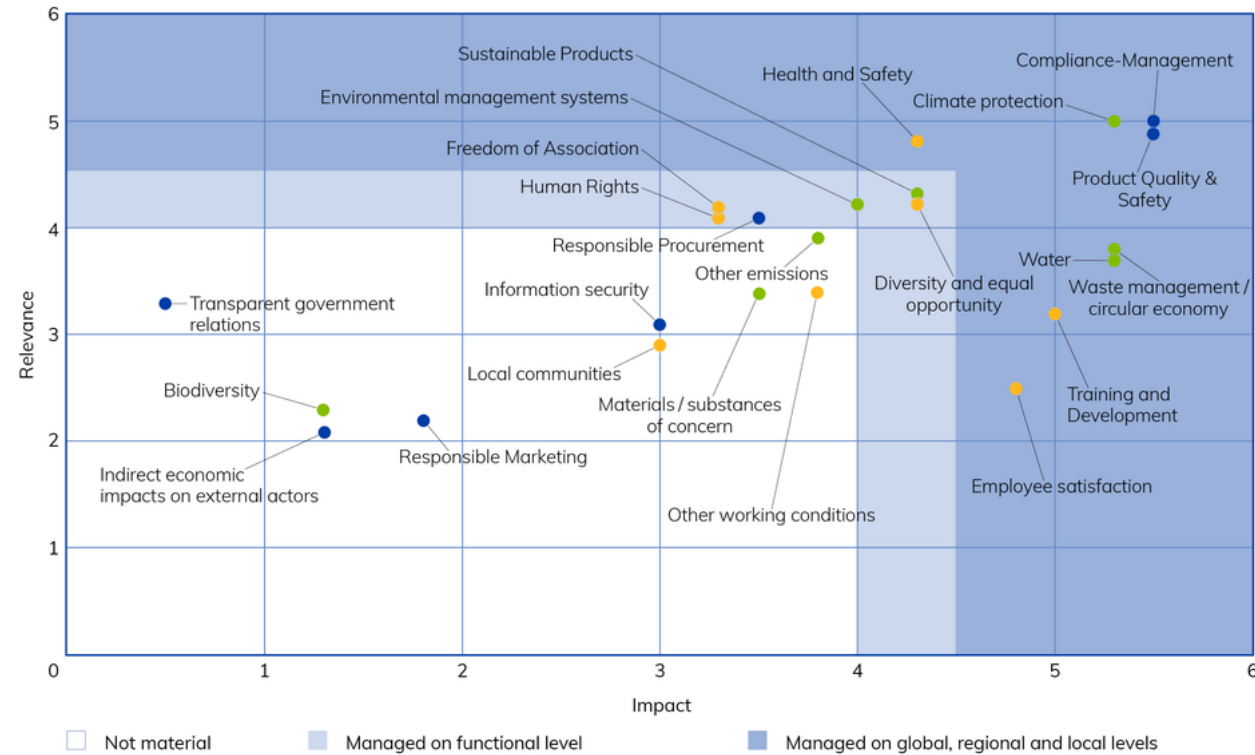 6
Sustainable Products
Health and Safety
Compliance-Management
Environmental management systems
Climate protection
5
Freedom of Association
Human Rights
Product Quality &
Safety
4
Responsible Procurement
Other emissions
Water
Information security
Diversity and equal
opportunity
Waste management /
circular economy
Transparent government
relations
3
Relevance
Local communities
Biodiversity
Materials / substances
of concern
Training and
Development
2
Responsible Marketing
Indirect economic
impacts on external actors
Employee satisfaction
Other working conditions
1
0
1
2
3
4
5
6
Impact
Not material
Managed on functional level
Managed on global, regional and local levels